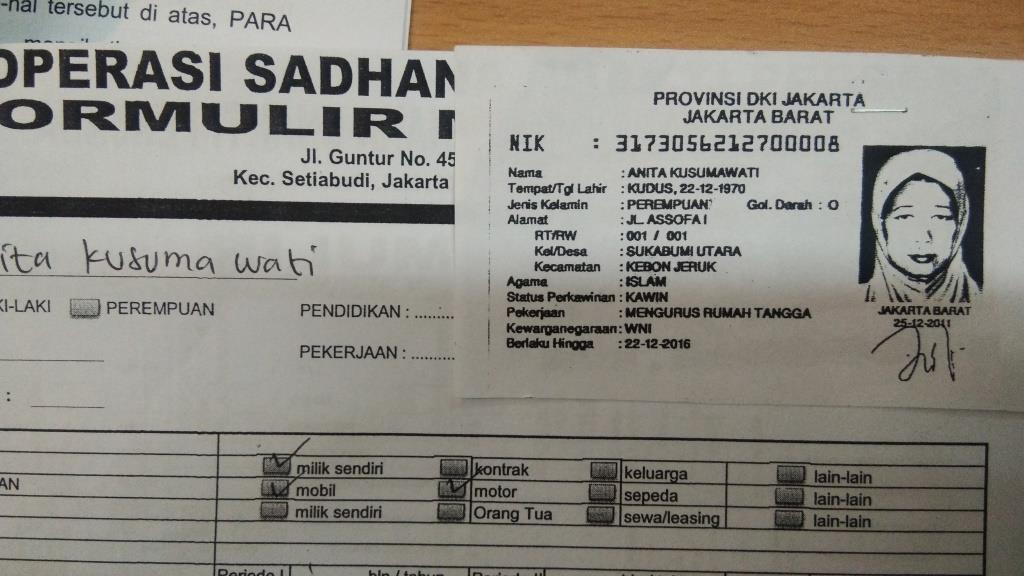 -hal tersebut di atas, PARA
OPERASI SADHAN
ORMULIR
Jl. Guntur No. 45
Kec. Setiabudi, Jakarta
ita kusuma wati
KI-LAKI PEREMPUAN PENDIDIKAN : ..........
PEKERJAAN : ...........
:
PROVINSI DKI JAKARTA
JAKARTA BARAT
NIK : 3173056212700008
Nama : ANITA KUSUMAWATI
Tempat/Tgl Lahir : KUDUS, 22-12-1970
Jenis Kelamin : PEREMPUAN Gol. Darah : O
Alamat : JL. ASSOFA I
RT/RW : 001 / 001
Kel/Desa : SUKABUMI UTARA
Kecamatan : KEBON JERUK
Agama : ISLAM
Status Perkawinan : KAWIN
Pekerjaan : MENGURUS RUMAH TANGGA
Kewarganegaraan : WNI
Berlaku Hingga : 22-12-2016
JAKARTA BARAT
25-12-2011
milik sendiri kontrak keluarga lain-lain
AN mobil motor sepeda lain-lain
milik sendiri Orang Tua sewa/leasing lain-lain
Periode I bln / tahun